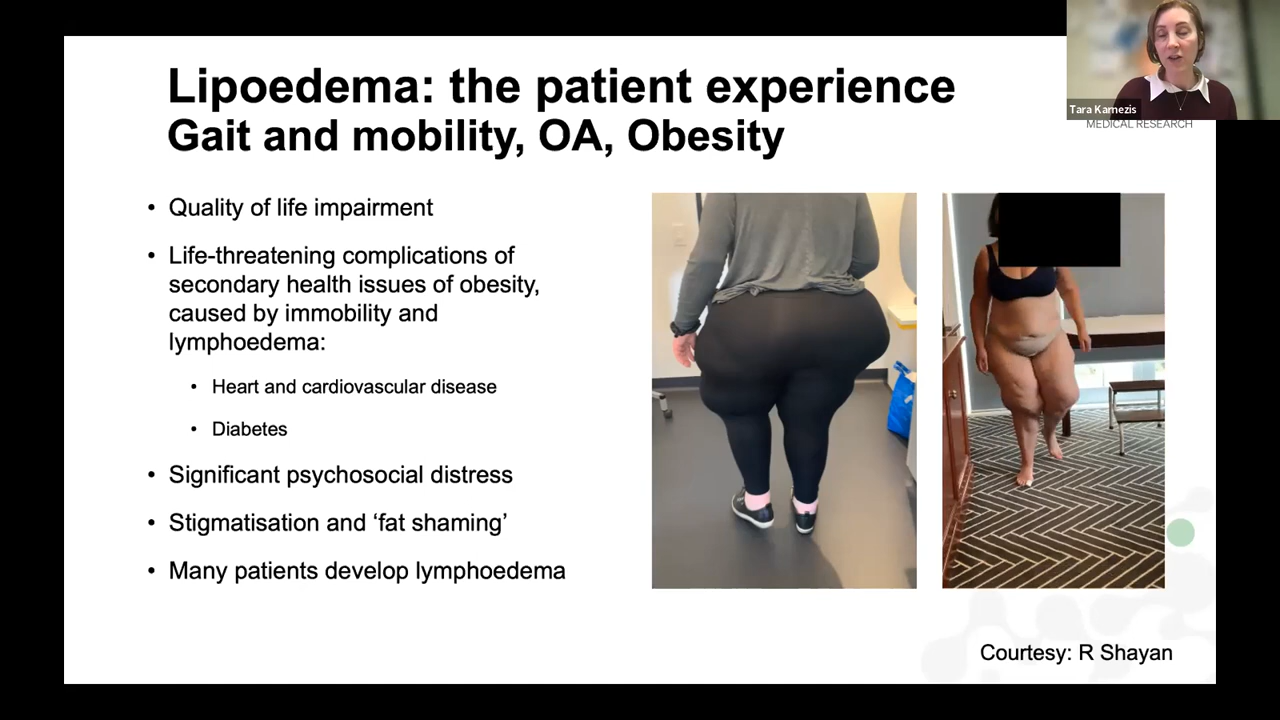 Lipoedema: the patient experience
Gait and mobility, OA, Obesity
Tara Karnezis
MEDICAL RESEARCH
• Quality of life impairment
• Life-threatening complications of
secondary health issues of obesity,
caused by immobility and
lymphoedema:
• Heart and cardiovascular disease
• Diabetes
• Significant psychosocial distress
• Stigmatisation and ‘fat shaming’
• Many patients develop lymphoedema
Courtesy: R Shayan